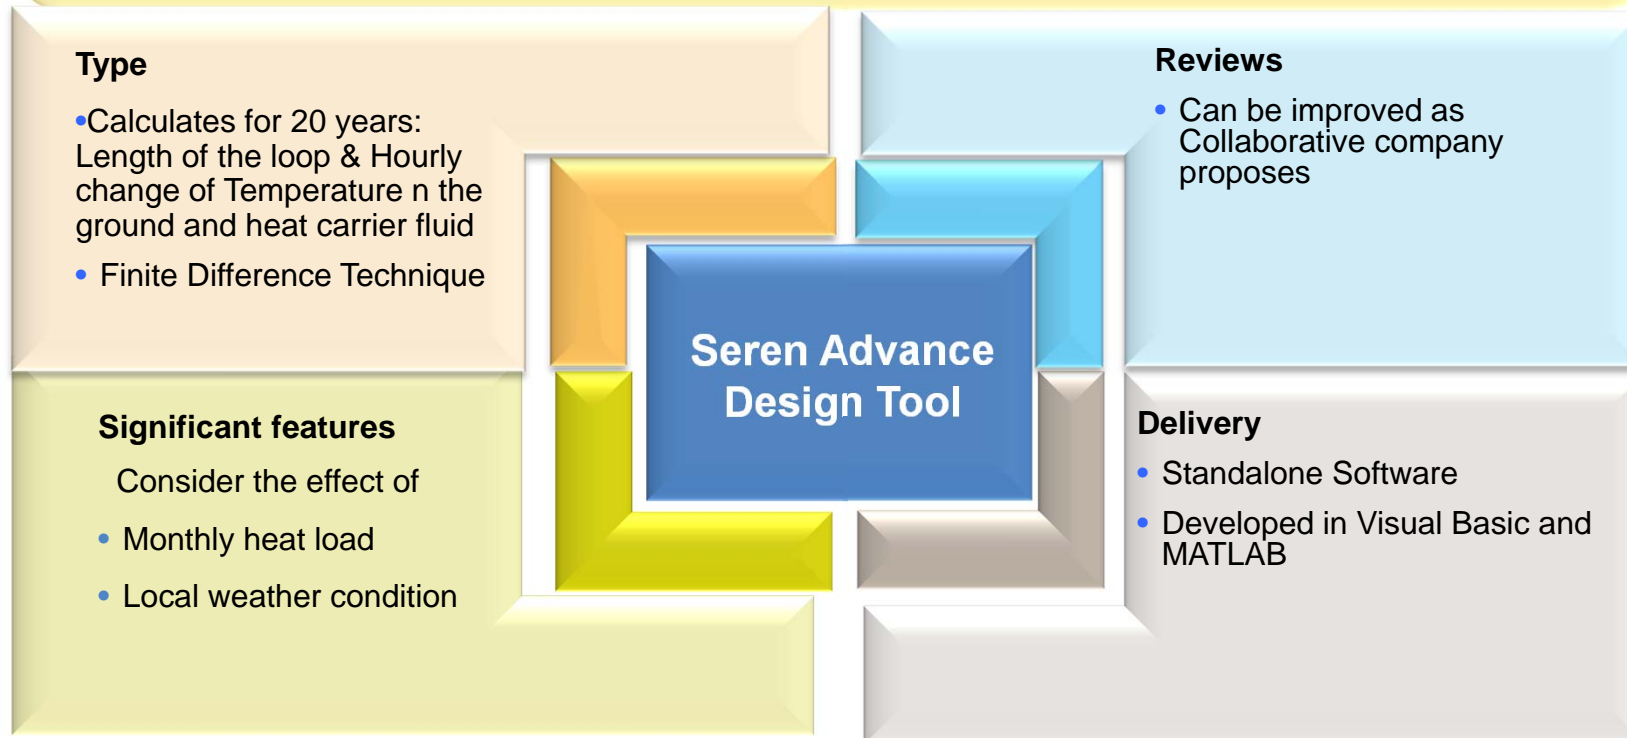 Type
•Calculates for 20 years:
Length of the loop & Hourly
change of Temperature n the
ground and heat carrier fluid
• Finite Difference Technique
Reviews
• Can be improved as
Collaborative company
proposes
Seren Advance
Design Tool
Significant features
Consider the effect of
• Monthly heat load
• Local weather condition
Delivery
• Standalone Software
• Developed in Visual Basic and
MATLAB